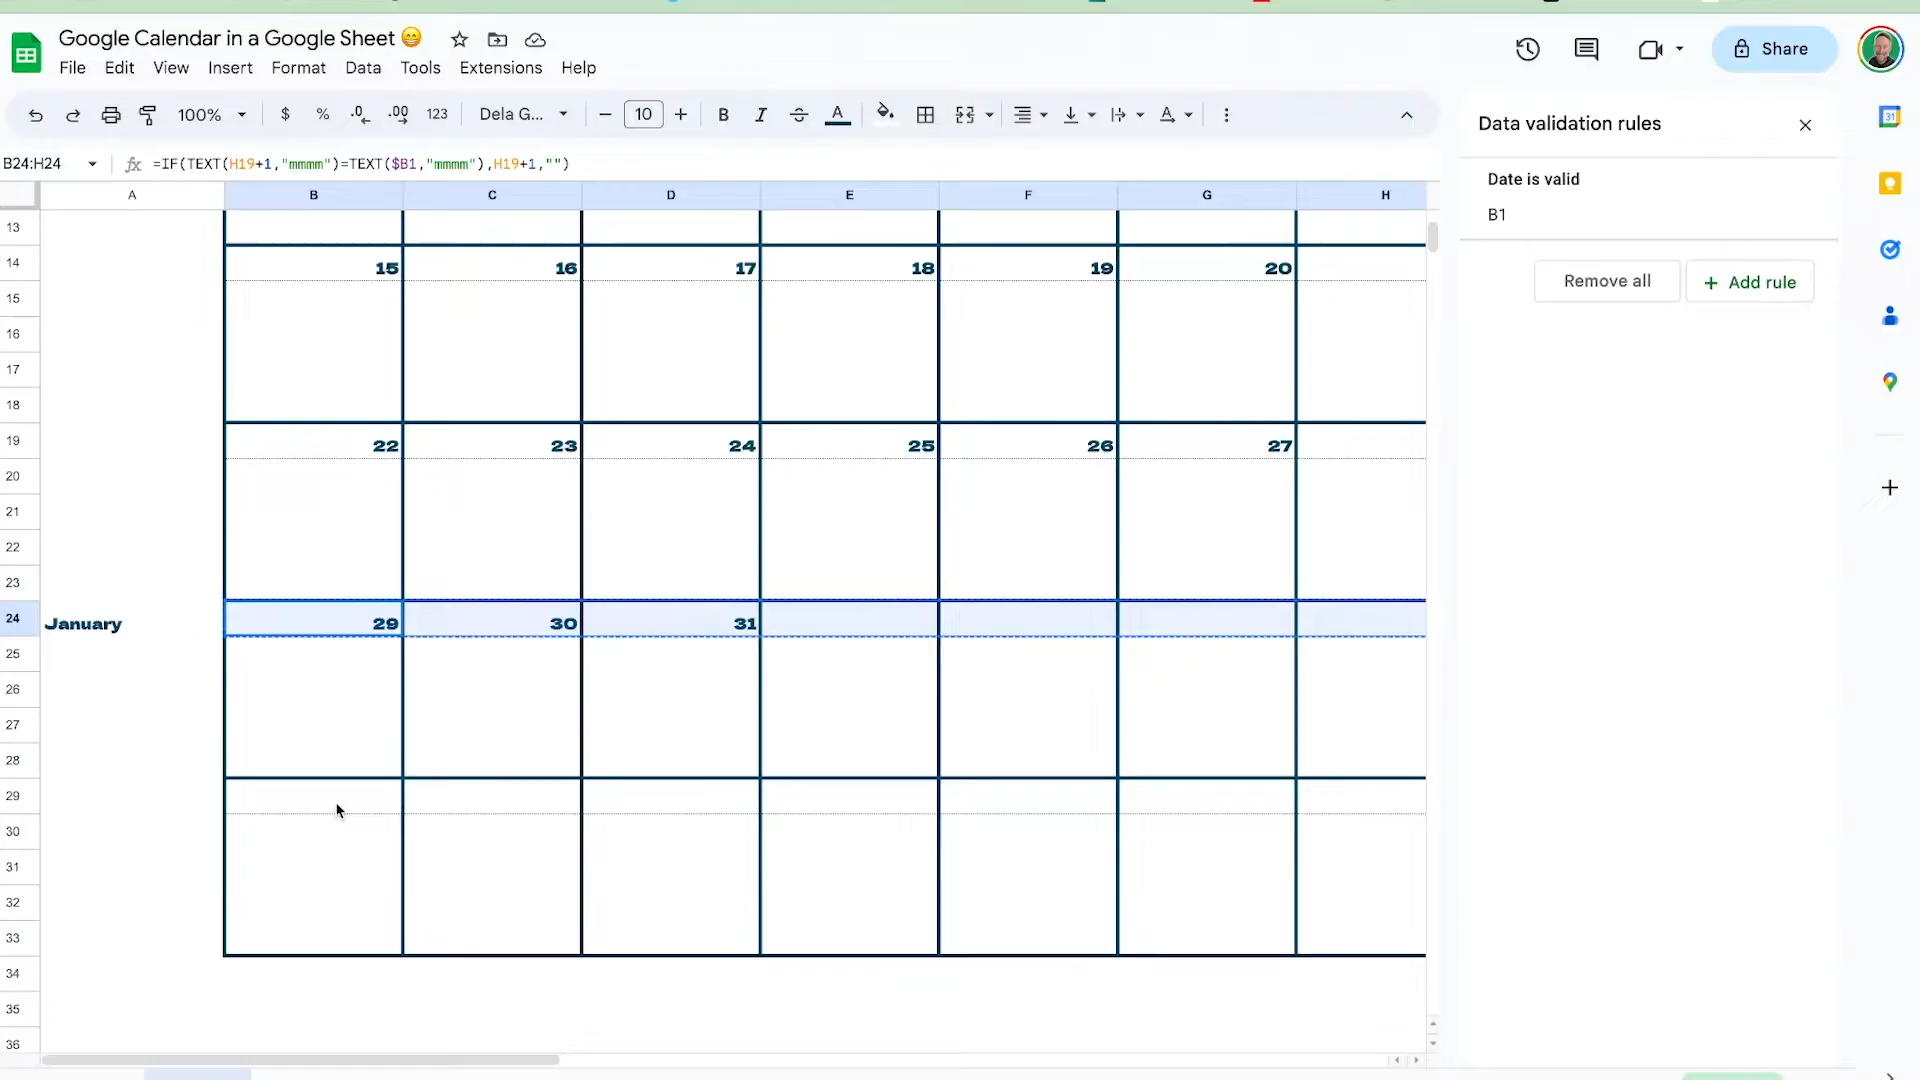 Google Calendar in a Google Sheet 😁
File Edit View Insert Format Data Tools Extensions Help
Share
100% $ % .0 .00 123 Dela G... 10 B I A
B24:H24 fx =IF(TEXT(H19+1,"mmmm")=TEXT($B1,"mmmm"),H19+1,"")
A B C D E F G H
13
14 15 16 17 18 19 20
15
16
17
18
19 22 23 24 25 26 27
20
21
22
23
24 January 29 30 31
25
26
27
28
29
30
31
32
33
34
35
36
Data validation rules
Date is valid
B1
Remove all + Add rule
31